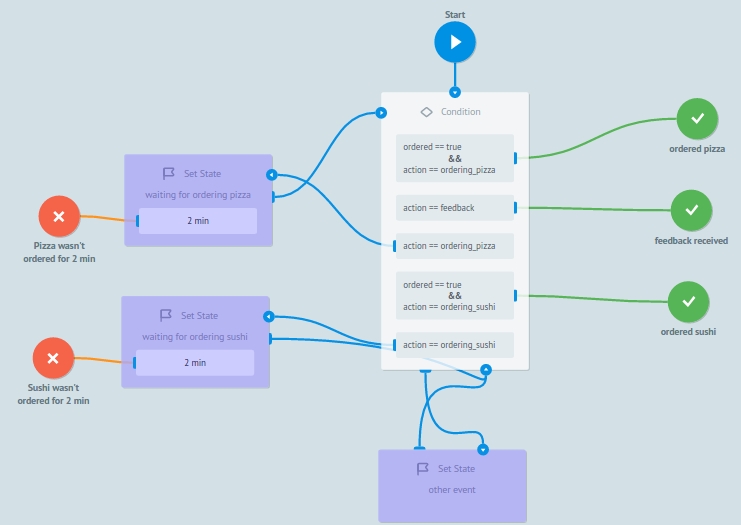 Start
Condition
ordered == true
&&
action == ordering_pizza
action == feedback
action == ordering_pizza
ordered == true
&&
action == ordering_sushi
action == ordering_sushi
Set State
waiting for ordering pizza
2 min
Pizza wasn't
ordered for 2 min
Set State
waiting for ordering sushi
2 min
Sushi wasn't
ordered for 2 min
ordered pizza
feedback received
ordered sushi
Set State
other event